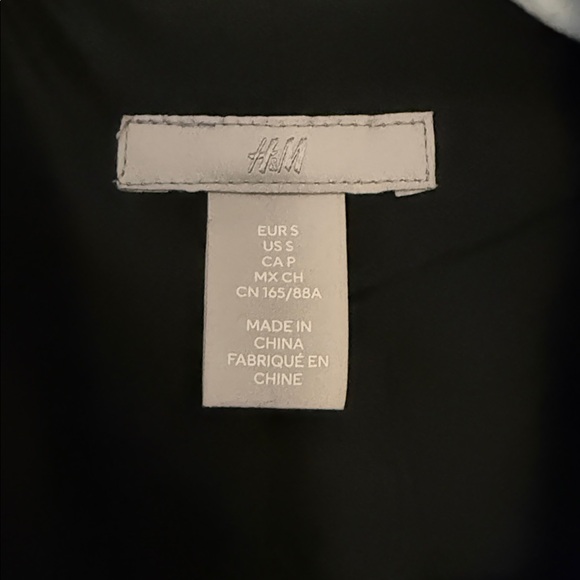 H&M
EUR S
US S
CA P
MX CH
CN 165/88A
MADE IN
CHINA
FABRIQUÉ EN
CHINE